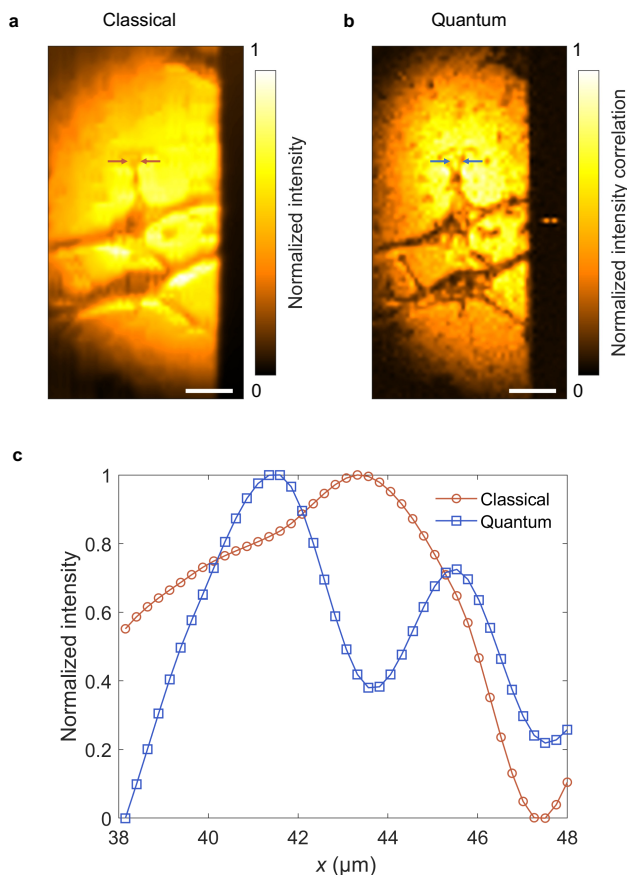 a
Classical
1
Normalized intensity
0
b
Quantum
1
Normalized intensity correlation
0
c
1
0.8
0.6
0.4
0.2
0
Normalized intensity
Classical
Quantum
38
40
42
44
46
48
x (μm)